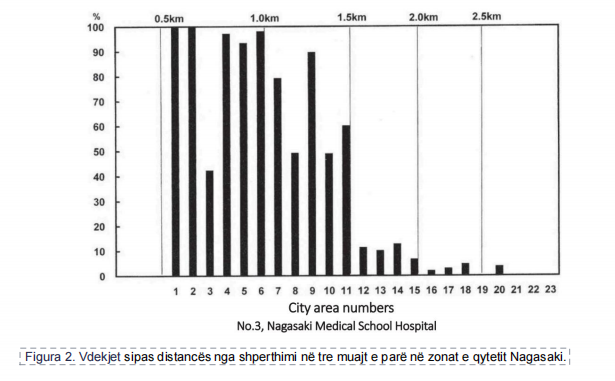 %
0.5km 1.0km 1.5km 2.0km 2.5km
100
90
80
70
60
50
40
30
20
10
0
1 2 3 4 5 6 7 8 9 10 11 12 13 14 15 16 17 18 19 20 21 22 23
City area numbers
No.3, Nagasaki Medical School Hospital
Figura 2. Vdekjet sipas distancës nga shperthimi në tre muajt e parë në zonat e qytetit Nagasaki.